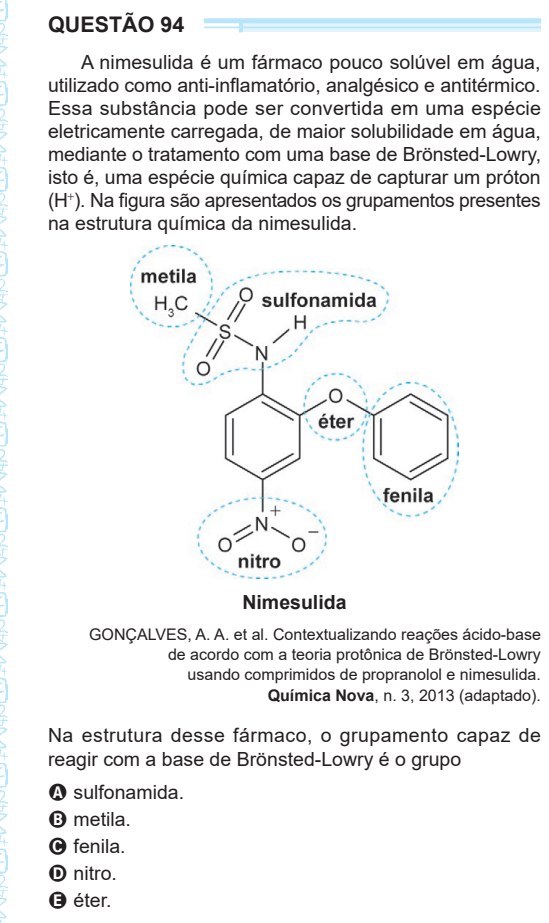 QUESTÃO 94
A nimesulida é um fármaco pouco solúvel em água,
utilizado como anti-inflamatório, analgésico e antitérmico.
Essa substância pode ser convertida em uma espécie
eletricamente carregada, de maior solubilidade em água,
mediante o tratamento com uma base de Brönsted-Lowry,
isto é, uma espécie química capaz de capturar um próton
(H⁺). Na figura são apresentados os grupamentos presentes
na estrutura química da nimesulida.
metila
H₃C
O
sulfonamida
H
S
N
O
O
éter
fenila
N⁺
O
O⁻
nitro
Nimesulida
GONÇALVES, A. A. et al. Contextualizando reações ácido-base
de acordo com a teoria protônica de Brönsted-Lowry
usando comprimidos de propranolol e nimesulida.
Química Nova, n. 3, 2013 (adaptado).
Na estrutura desse fármaco, o grupamento capaz de
reagir com a base de Brönsted-Lowry é o grupo
A sulfonamida.
B metila.
C fenila.
D nitro.
E éter.